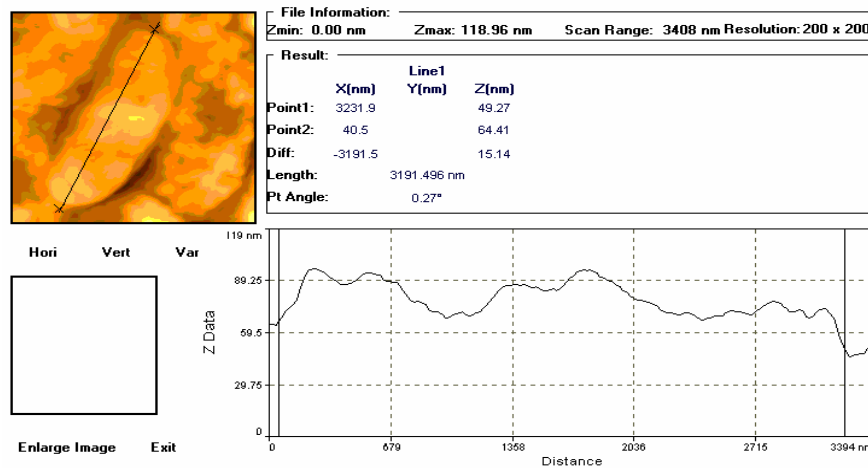 File Information:
Zmin: 0.00 nm Zmax: 118.96 nm Scan Range: 3408 nm Resolution: 200 x 200
Result:
Line1
X(nm) Y(nm) Z(nm)
Point1: 3231.9 49.27
Point2: 40.5 64.41
Diff: -3191.5 15.14
Length: 3191.496 nm
Pt Angle: 0.27°
Hori Vert Var
119 nm
89.25
Z Data
59.5
29.75
0
0 679 1358 2036 2715 3394 nm
Distance
Enlarge Image Exit